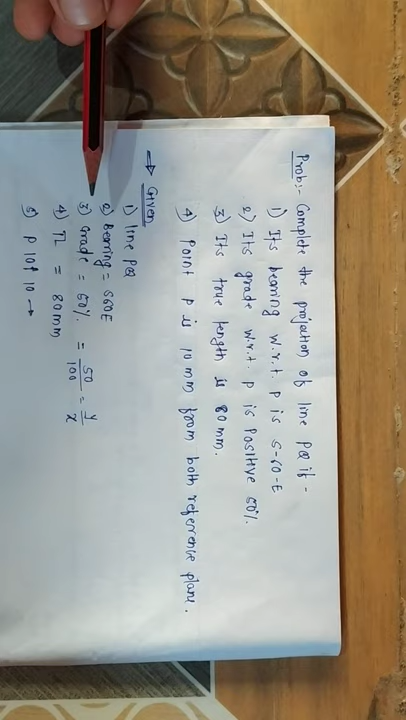 Prob:- Complete the projection of line PQ if -
1) Its bearing w.r.t. P is S-60-E
2) Its grade w.r.t. P is Positive 50%.
3) Its true length is 80 mm.
4) Point P is 10 mm from both reference plane.
→ Given
1) line PQ
2) Bearing = S60E
3) Grade = 50% = 50/100 = y/x
4) TL = 80mm
5) P 10↑ 10→